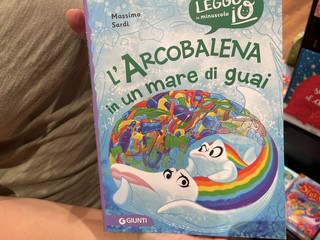 LEGGO
in minuscolo
IO
Massimo
Sardi
L'ARCOBALENA
in un mare di guai
GIUNTI